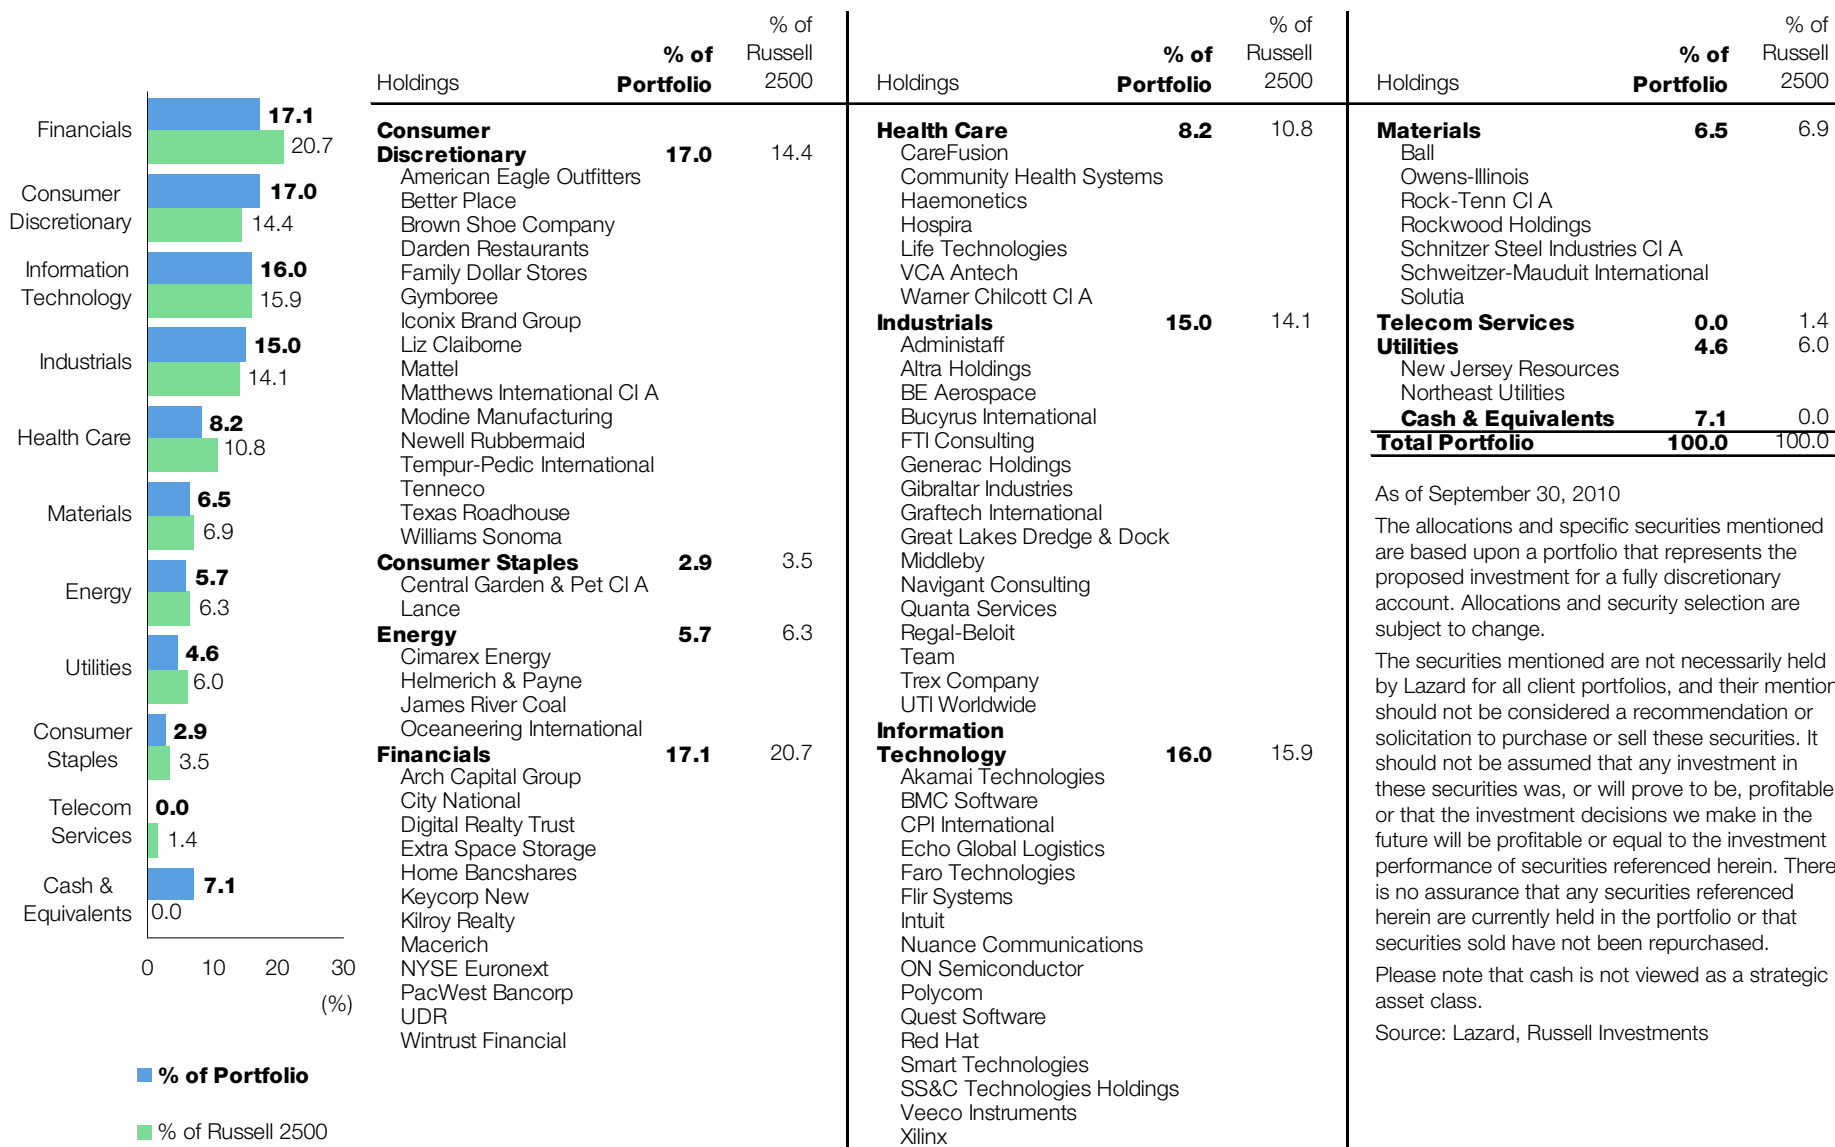 Financials
17.1
20.7
Consumer
Discretionary
17.0
14.4
Information
Technology
16.0
15.9
Industrials
15.0
14.1
Health Care
8.2
10.8
Materials
6.5
6.9
Energy
5.7
6.3
Utilities
4.6
6.0
Consumer
Staples
2.9
3.5
Telecom
Services
0.0
1.4
Cash &
Equivalents
7.1
0.0
0 10 20 30
(%)
% of Portfolio
% of Russell 2500
% of
% of Russell
Holdings Portfolio 2500
Consumer
Discretionary 17.0 14.4
American Eagle Outfitters
Better Place
Brown Shoe Company
Darden Restaurants
Family Dollar Stores
Gymboree
Iconix Brand Group
Liz Claiborne
Mattel
Matthews International Cl A
Modine Manufacturing
Newell Rubbermaid
Tempur-Pedic International
Tenneco
Texas Roadhouse
Williams Sonoma
Consumer Staples 2.9 3.5
Central Garden & Pet Cl A
Lance
Energy 5.7 6.3
Cimarex Energy
Helmerich & Payne
James River Coal
Oceaneering International
Financials 17.1 20.7
Arch Capital Group
City National
Digital Realty Trust
Extra Space Storage
Home Bancshares
Keycorp New
Kilroy Realty
Macerich
NYSE Euronext
PacWest Bancorp
UDR
Wintrust Financial
% of
% of Russell
Holdings Portfolio 2500
Health Care 8.2 10.8
CareFusion
Community Health Systems
Haemonetics
Hospira
Life Technologies
VCA Antech
Warner Chilcott Cl A
Industrials 15.0 14.1
Administaff
Altra Holdings
BE Aerospace
Bucyrus International
FTI Consulting
Generac Holdings
Gibraltar Industries
Graftech International
Great Lakes Dredge & Dock
Middleby
Navigant Consulting
Quanta Services
Regal-Beloit
Team
Trex Company
UTI Worldwide
Information
Technology 16.0 15.9
Akamai Technologies
BMC Software
CPI International
Echo Global Logistics
Faro Technologies
Flir Systems
Intuit
Nuance Communications
ON Semiconductor
Polycom
Quest Software
Red Hat
Smart Technologies
SS&C Technologies Holdings
Veeco Instruments
Xilinx
% of
% of Russell
Holdings Portfolio 2500
Materials 6.5 6.9
Ball
Owens-Illinois
Rock-Tenn Cl A
Rockwood Holdings
Schnitzer Steel Industries Cl A
Schweitzer-Mauduit International
Solutia
Telecom Services 0.0 1.4
Utilities 4.6 6.0
New Jersey Resources
Northeast Utilities
Cash & Equivalents 7.1 0.0
Total Portfolio 100.0 100.0
As of September 30, 2010
The allocations and specific securities mentioned
are based upon a portfolio that represents the
proposed investment for a fully discretionary
account. Allocations and security selection are
subject to change.
The securities mentioned are not necessarily held
by Lazard for all client portfolios, and their mention
should not be considered a recommendation or
solicitation to purchase or sell these securities. It
should not be assumed that any investment in
these securities was, or will prove to be, profitable
or that the investment decisions we make in the
future will be profitable or equal to the investment
performance of securities referenced herein. There
is no assurance that any securities referenced
herein are currently held in the portfolio or that
securities sold have not been repurchased.
Please note that cash is not viewed as a strategic
asset class.
Source: Lazard, Russell Investments